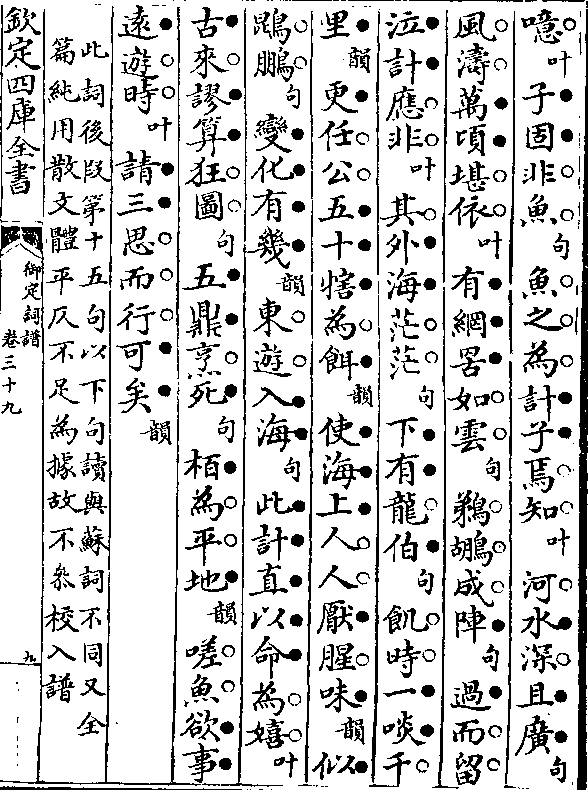 噫叶子固非魚句魚之為計子焉知叶河水深且廣句
風濤萬頃堪依叶有網罟如雲句鵜鶘成陣句過而留
泣計應非叶其外海茫茫句下有龍伯句飢時一啖千
里韻更任公五十犗為餌韻使海上人人厭腥味韻似
鵾鵬句變化有幾韻東遊入海句此計直以命為嬉叶
古來謬算狂圖句五鼎烹死句栢為平地韻嗟魚欲事
遠遊時叶請三思而行可矣韻
此詞後段第十五句以下句讀與蘇詞不同又全
篇純用散文體平仄不足為據故不叅校入譜
欽定四庫全書
御定詞譜
卷三十九
九